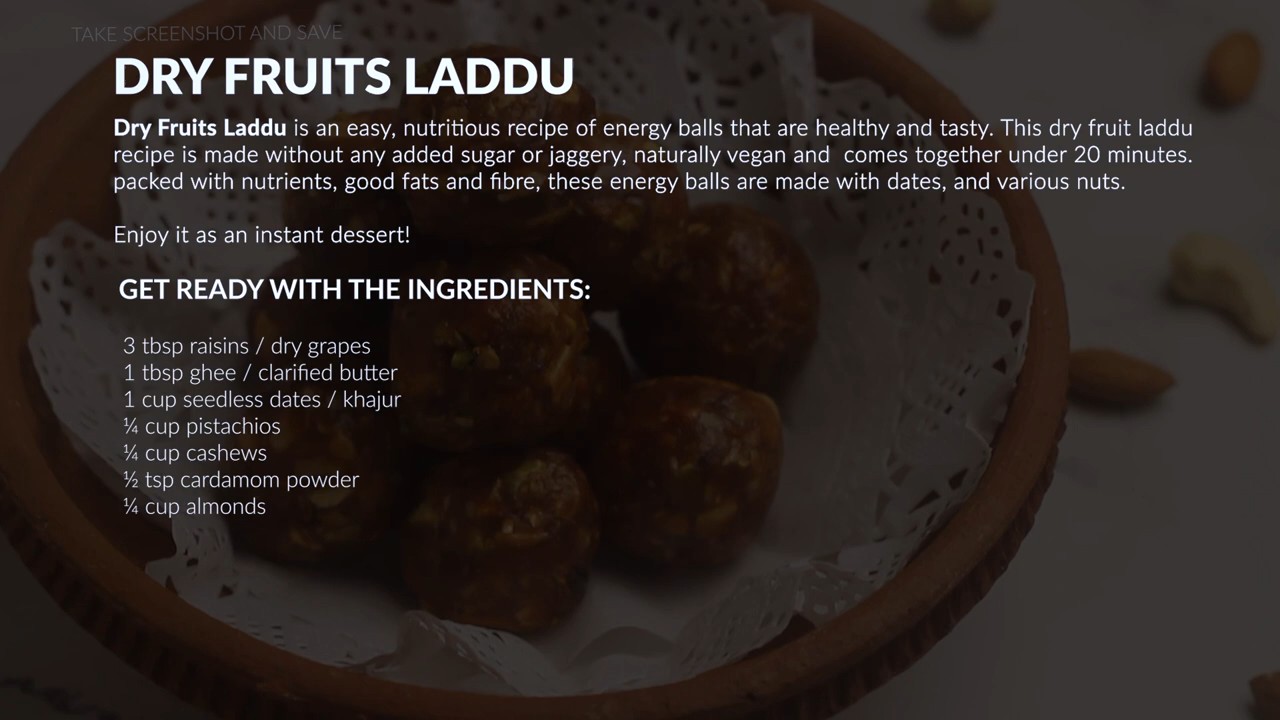 TAKE SCREENSHOT AND SAVE
DRY FRUITS LADDU
Dry Fruits Laddu is an easy, nutritious recipe of energy balls that are healthy and tasty. This dry fruit laddu
recipe is made without any added sugar or jaggery, naturally vegan and  comes together under 20 minutes.
packed with nutrients, good fats and fibre, these energy balls are made with dates, and various nuts.
Enjoy it as an instant dessert!
GET READY WITH THE INGREDIENTS:
3 tbsp raisins / dry grapes
1 tbsp ghee / clarified butter
1 cup seedless dates / khajur
¼ cup pistachios
¼ cup cashews
½ tsp cardamom powder
¼ cup almonds